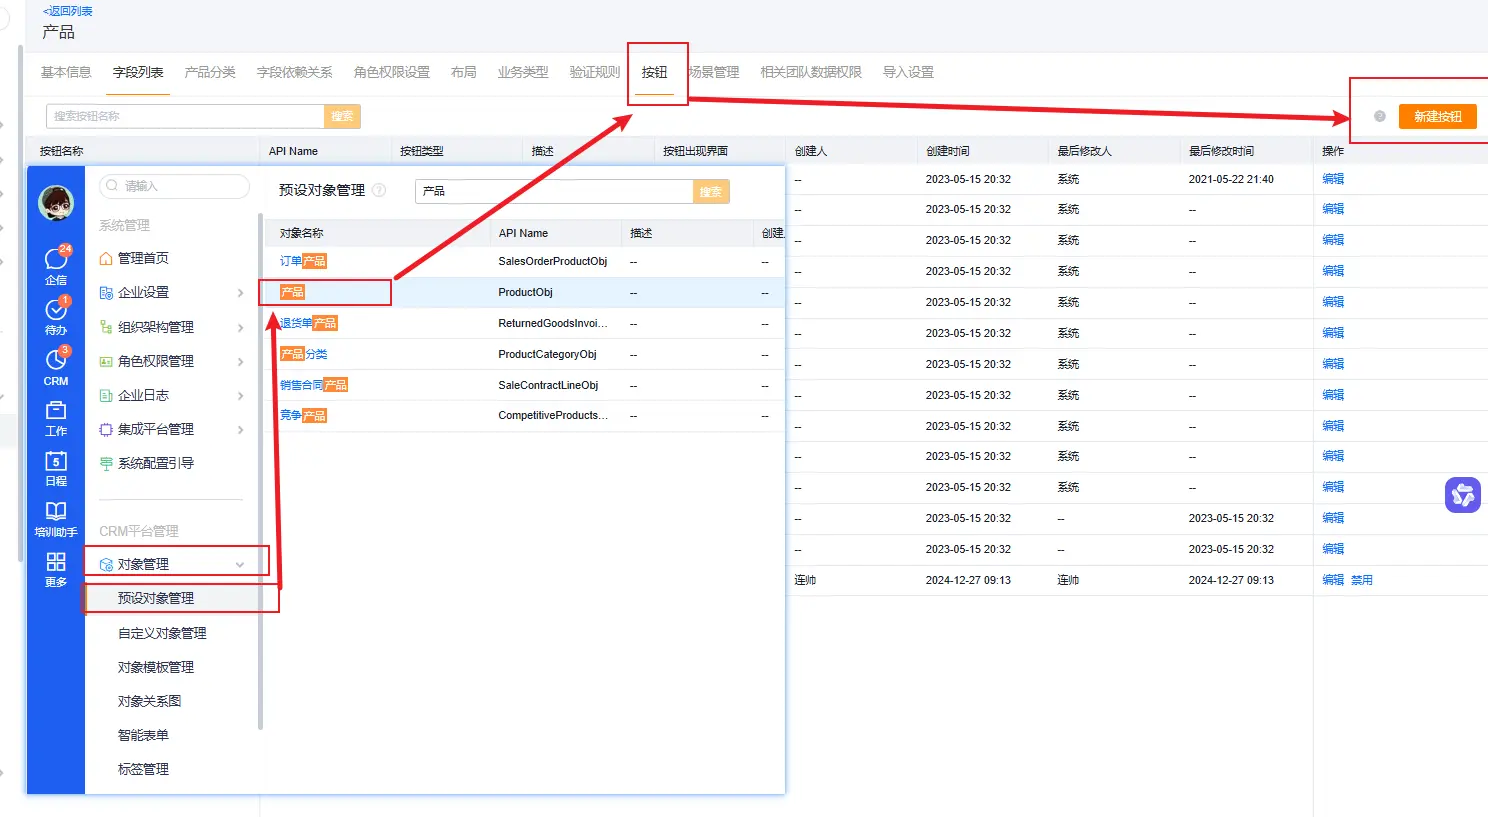 <返回列表
产品
基本信息 字段列表 产品分类 字段依赖关系 角色权限设置 布局 业务类型 验证规则 按钮 场景管理 相关团队数据权限 导入设置
搜索按钮名称 搜索 ? 新建按钮
按钮名称 API Name 按钮类型 描述 按钮出现界面 创建人 创建时间 最后修改人 最后修改时间 操作
-- 2023-05-15 20:32 系统 2021-05-22 21:40 编辑
-- 2023-05-15 20:32 系统 -- 编辑
-- 2023-05-15 20:32 系统 -- 编辑
-- 2023-05-15 20:32 系统 -- 编辑
-- 2023-05-15 20:32 系统 -- 编辑
-- 2023-05-15 20:32 系统 -- 编辑
-- 2023-05-15 20:32 系统 -- 编辑
-- 2023-05-15 20:32 系统 -- 编辑
-- 2023-05-15 20:32 系统 -- 编辑
-- 2023-05-15 20:32 系统 -- 编辑
-- 2023-05-15 20:32 系统 -- 编辑
-- 2023-05-15 20:32 -- 2023-05-15 20:32 编辑
-- 2023-05-15 20:32 -- 2023-05-15 20:32 编辑
连帅 2024-12-27 09:13 连帅 2024-12-27 09:13 编辑 禁用
24
企信
1
待办
3
CRM
工作
5
日程
培训助手
更多
请输入
系统管理
管理首页
企业设置
组织架构管理
角色权限管理
企业日志
集成平台管理
系统配置引导
CRM平台管理
对象管理
预设对象管理
自定义对象管理
对象模板管理
对象关系图
智能表单
标签管理
预设对象管理 ? 产品 搜索
对象名称 API Name 描述 创建
订单产品 SalesOrderProductObj -- --
产品 ProductObj -- --
退货单产品 ReturnedGoodsInvoi... -- --
产品分类 ProductCategoryObj -- --
销售合同产品 SaleContractLineObj -- --
竞争产品 CompetitiveProducts... -- --